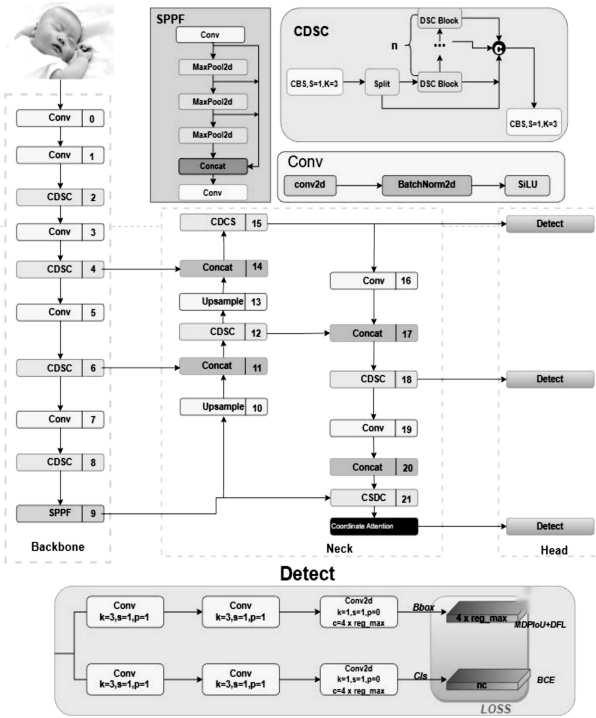 SPPF
Conv
MaxPool2d
MaxPool2d
MaxPool2d
Concat
Conv
CDSC
n
DSC Block
...
CBS,S=1,K=3
Split
DSC Block
C
CBS,S=1,K=3
Conv
conv2d
BatchNorm2d
SiLU
Conv 0
Conv 1
CDSC 2
Conv 3
CDSC 4
Conv 5
CDSC 6
Conv 7
CDSC 8
SPPF 9
Backbone
CDCS 15
Concat 14
Upsample 13
CDSC 12
Concat 11
Upsample 10
Conv 16
Concat 17
CDSC 18
Conv 19
Concat 20
CSDC 21
Coordinate Attention
Neck
Detect
Detect
Detect
Head
Detect
Conv
k=3,s=1,p=1
Conv
k=3,s=1,p=1
Conv2d
k=1,s=1,p=0
c=4 x reg_max
Bbox
4 x reg_max
MDPIoU+DFL
Conv
k=3,s=1,p=1
Conv
k=3,s=1,p=1
Conv2d
k=1,s=1,p=0
c=4 x reg_max
Cls
nc
BCE
LOSS